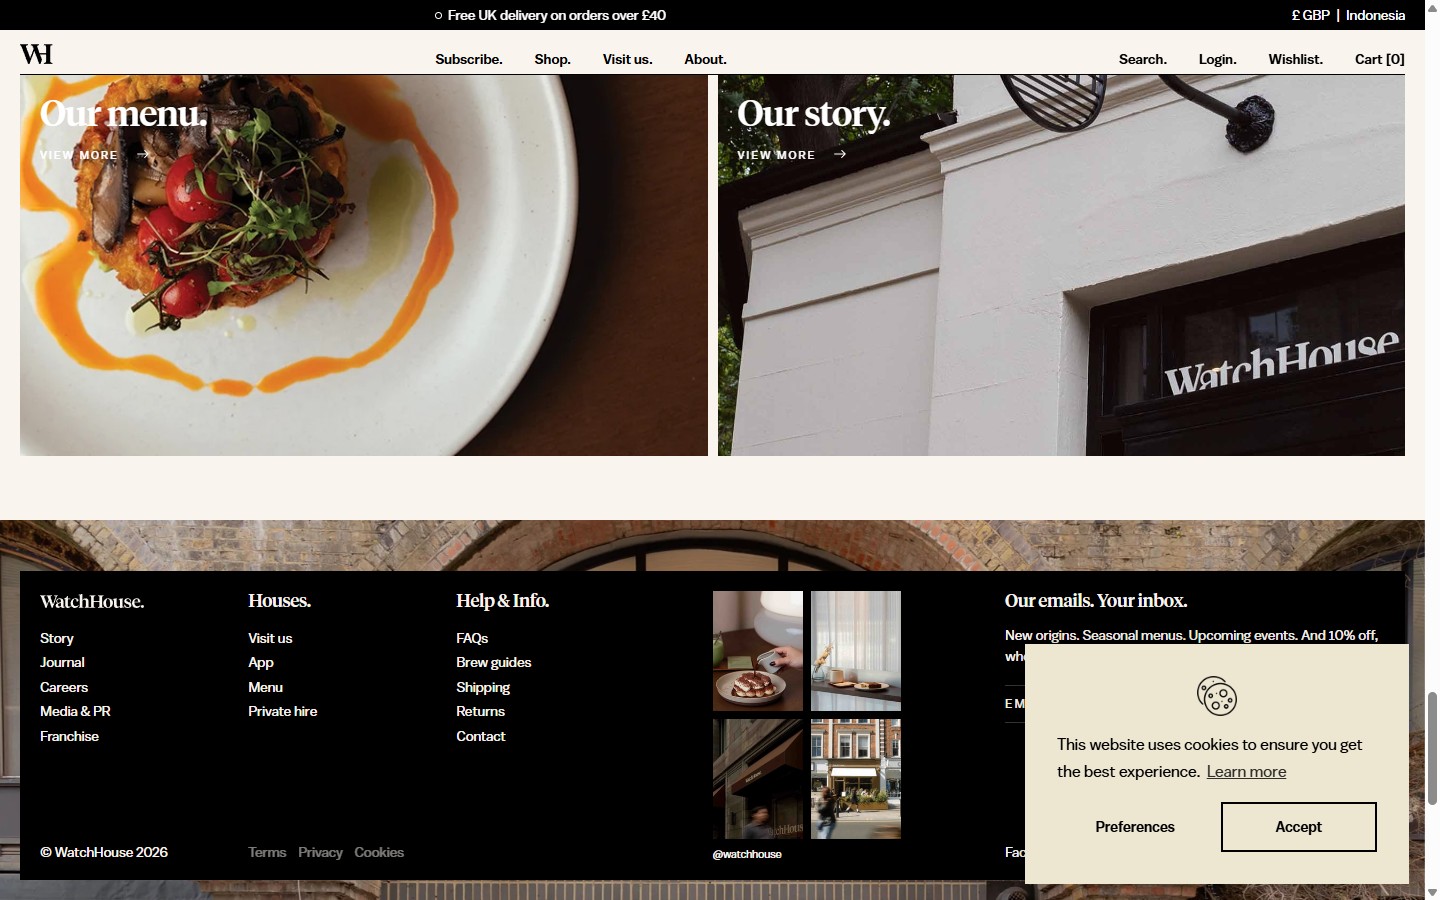 Free UK delivery on orders over £40
£ GBP | Indonesia
WH
Subscribe. Shop. Visit us. About.
Search. Login. Wishlist. Cart [0]
Our menu.
VIEW MORE
Our story.
VIEW MORE
WatchHouse
WatchHouse.
Story
Journal
Careers
Media & PR
Franchise
Houses.
Visit us
App
Menu
Private hire
Help & Info.
FAQs
Brew guides
Shipping
Returns
Contact
@watchhouse
Our emails. Your inbox.
New origins. Seasonal menus. Upcoming events. And 10% off,
© WatchHouse 2026
Terms Privacy Cookies
This website uses cookies to ensure you get
the best experience. Learn more
Preferences
Accept